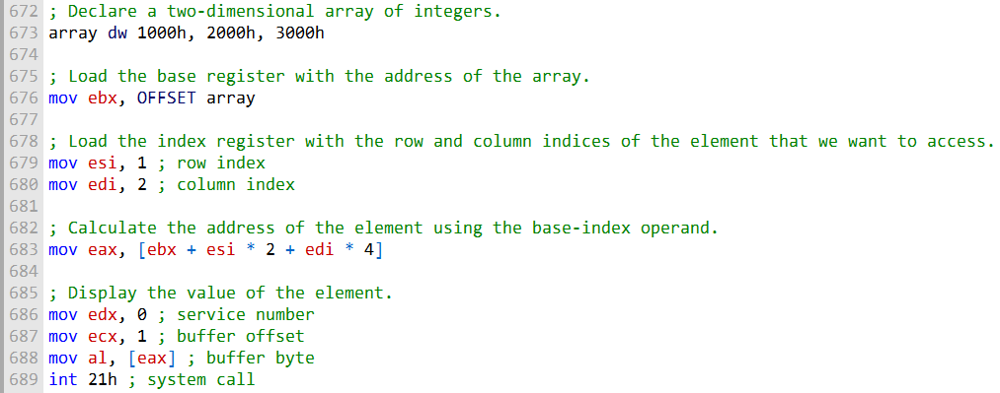 672 ; Declare a two-dimensional array of integers.
673 array dw 1000h, 2000h, 3000h
674
675 ; Load the base register with the address of the array.
676 mov ebx, OFFSET array
677
678 ; Load the index register with the row and column indices of the element that we want to access.
679 mov esi, 1 ; row index
680 mov edi, 2 ; column index
681
682 ; Calculate the address of the element using the base-index operand.
683 mov eax, [ebx + esi * 2 + edi * 4]
684
685 ; Display the value of the element.
686 mov edx, 0 ; service number
687 mov ecx, 1 ; buffer offset
688 mov al, [eax] ; buffer byte
689 int 21h ; system call